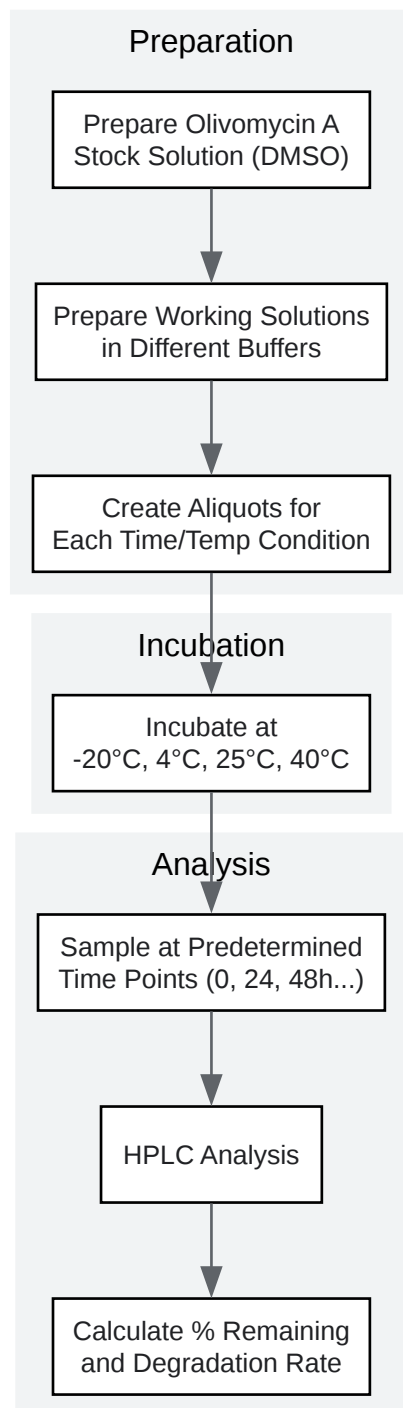 Preparation
Prepare Olivomycin A
Stock Solution (DMSO)
Prepare Working Solutions
in Different Buffers
Create Aliquots for
Each Time/Temp Condition
Incubation
Incubate at
-20°C, 4°C, 25°C, 40°C
Analysis
Sample at Predetermined
Time Points (0, 24, 48h...)
HPLC Analysis
Calculate % Remaining
and Degradation Rate